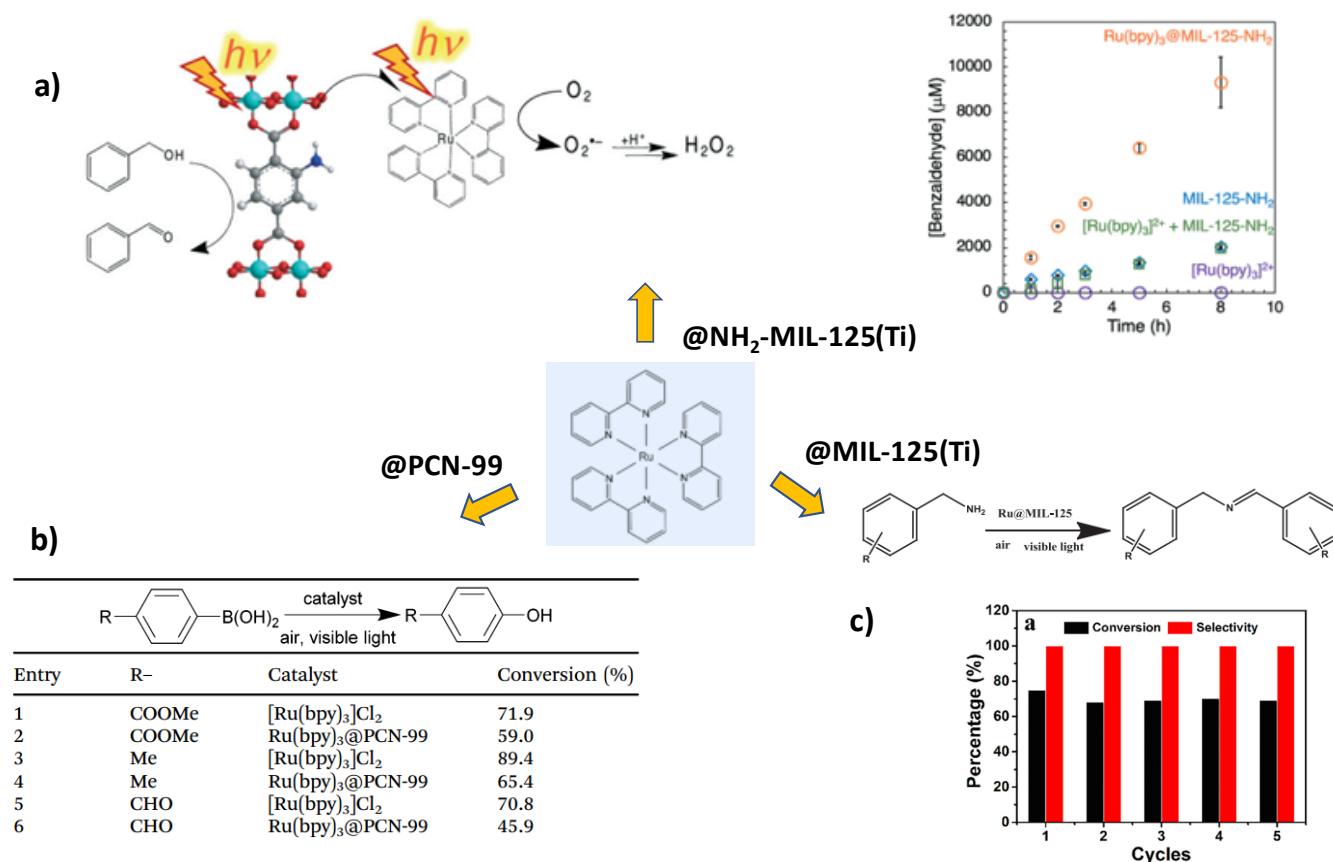 a)
hν
hν
OH
O
Ru
N
N
N
N
N
N
O₂
O₂•⁻
+H⁺
H₂O₂
12000
10000
8000
6000
4000
2000
0
[Benzaldehyde] (μM)
Ru(bpy)₃@MIL-125-NH₂
MIL-125-NH₂
[Ru(bpy)₃]²⁺ + MIL-125-NH₂
[Ru(bpy)₃]²⁺
0 2 4 6 8 10
Time (h)
@NH₂-MIL-125(Ti)
@PCN-99
N
N
N
Ru
N
N
N
@MIL-125(Ti)
NH₂
R
Ru@MIL-125
air visible light
N
R
R
b)
R
B(OH)₂
catalyst
air, visible light
R
OH
Entry R– Catalyst Conversion (%)
1 COOMe [Ru(bpy)₃]Cl₂ 71.9
2 COOMe Ru(bpy)₃@PCN-99 59.0
3 Me [Ru(bpy)₃]Cl₂ 89.4
4 Me Ru(bpy)₃@PCN-99 65.4
5 CHO [Ru(bpy)₃]Cl₂ 70.8
6 CHO Ru(bpy)₃@PCN-99 45.9
c)
a
Conversion Selectivity
120
100
80
60
40
20
0
Percentage (%)
1 2 3 4 5
Cycles